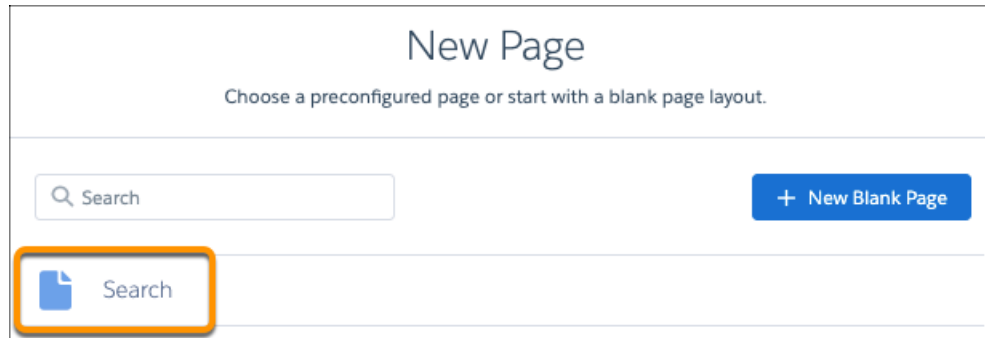 New Page
Choose a preconfigured page or start with a blank page layout.
Search
+ New Blank Page
Search